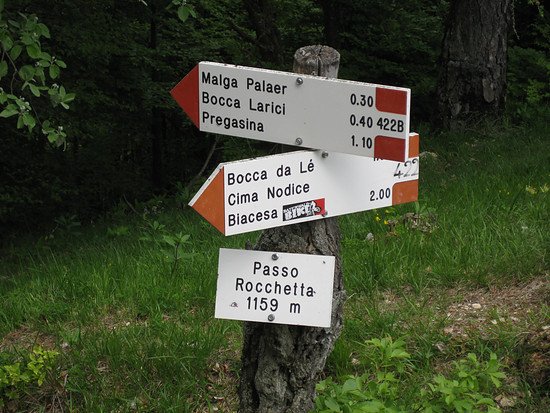 Malga Palaer 0.30
Bocca Larici 0.40 422B
Pregasina 1.10
Bocca da Lé 422
Cima Nodice
Biacesa 2.00
Passo
Rocchetta
1159 m